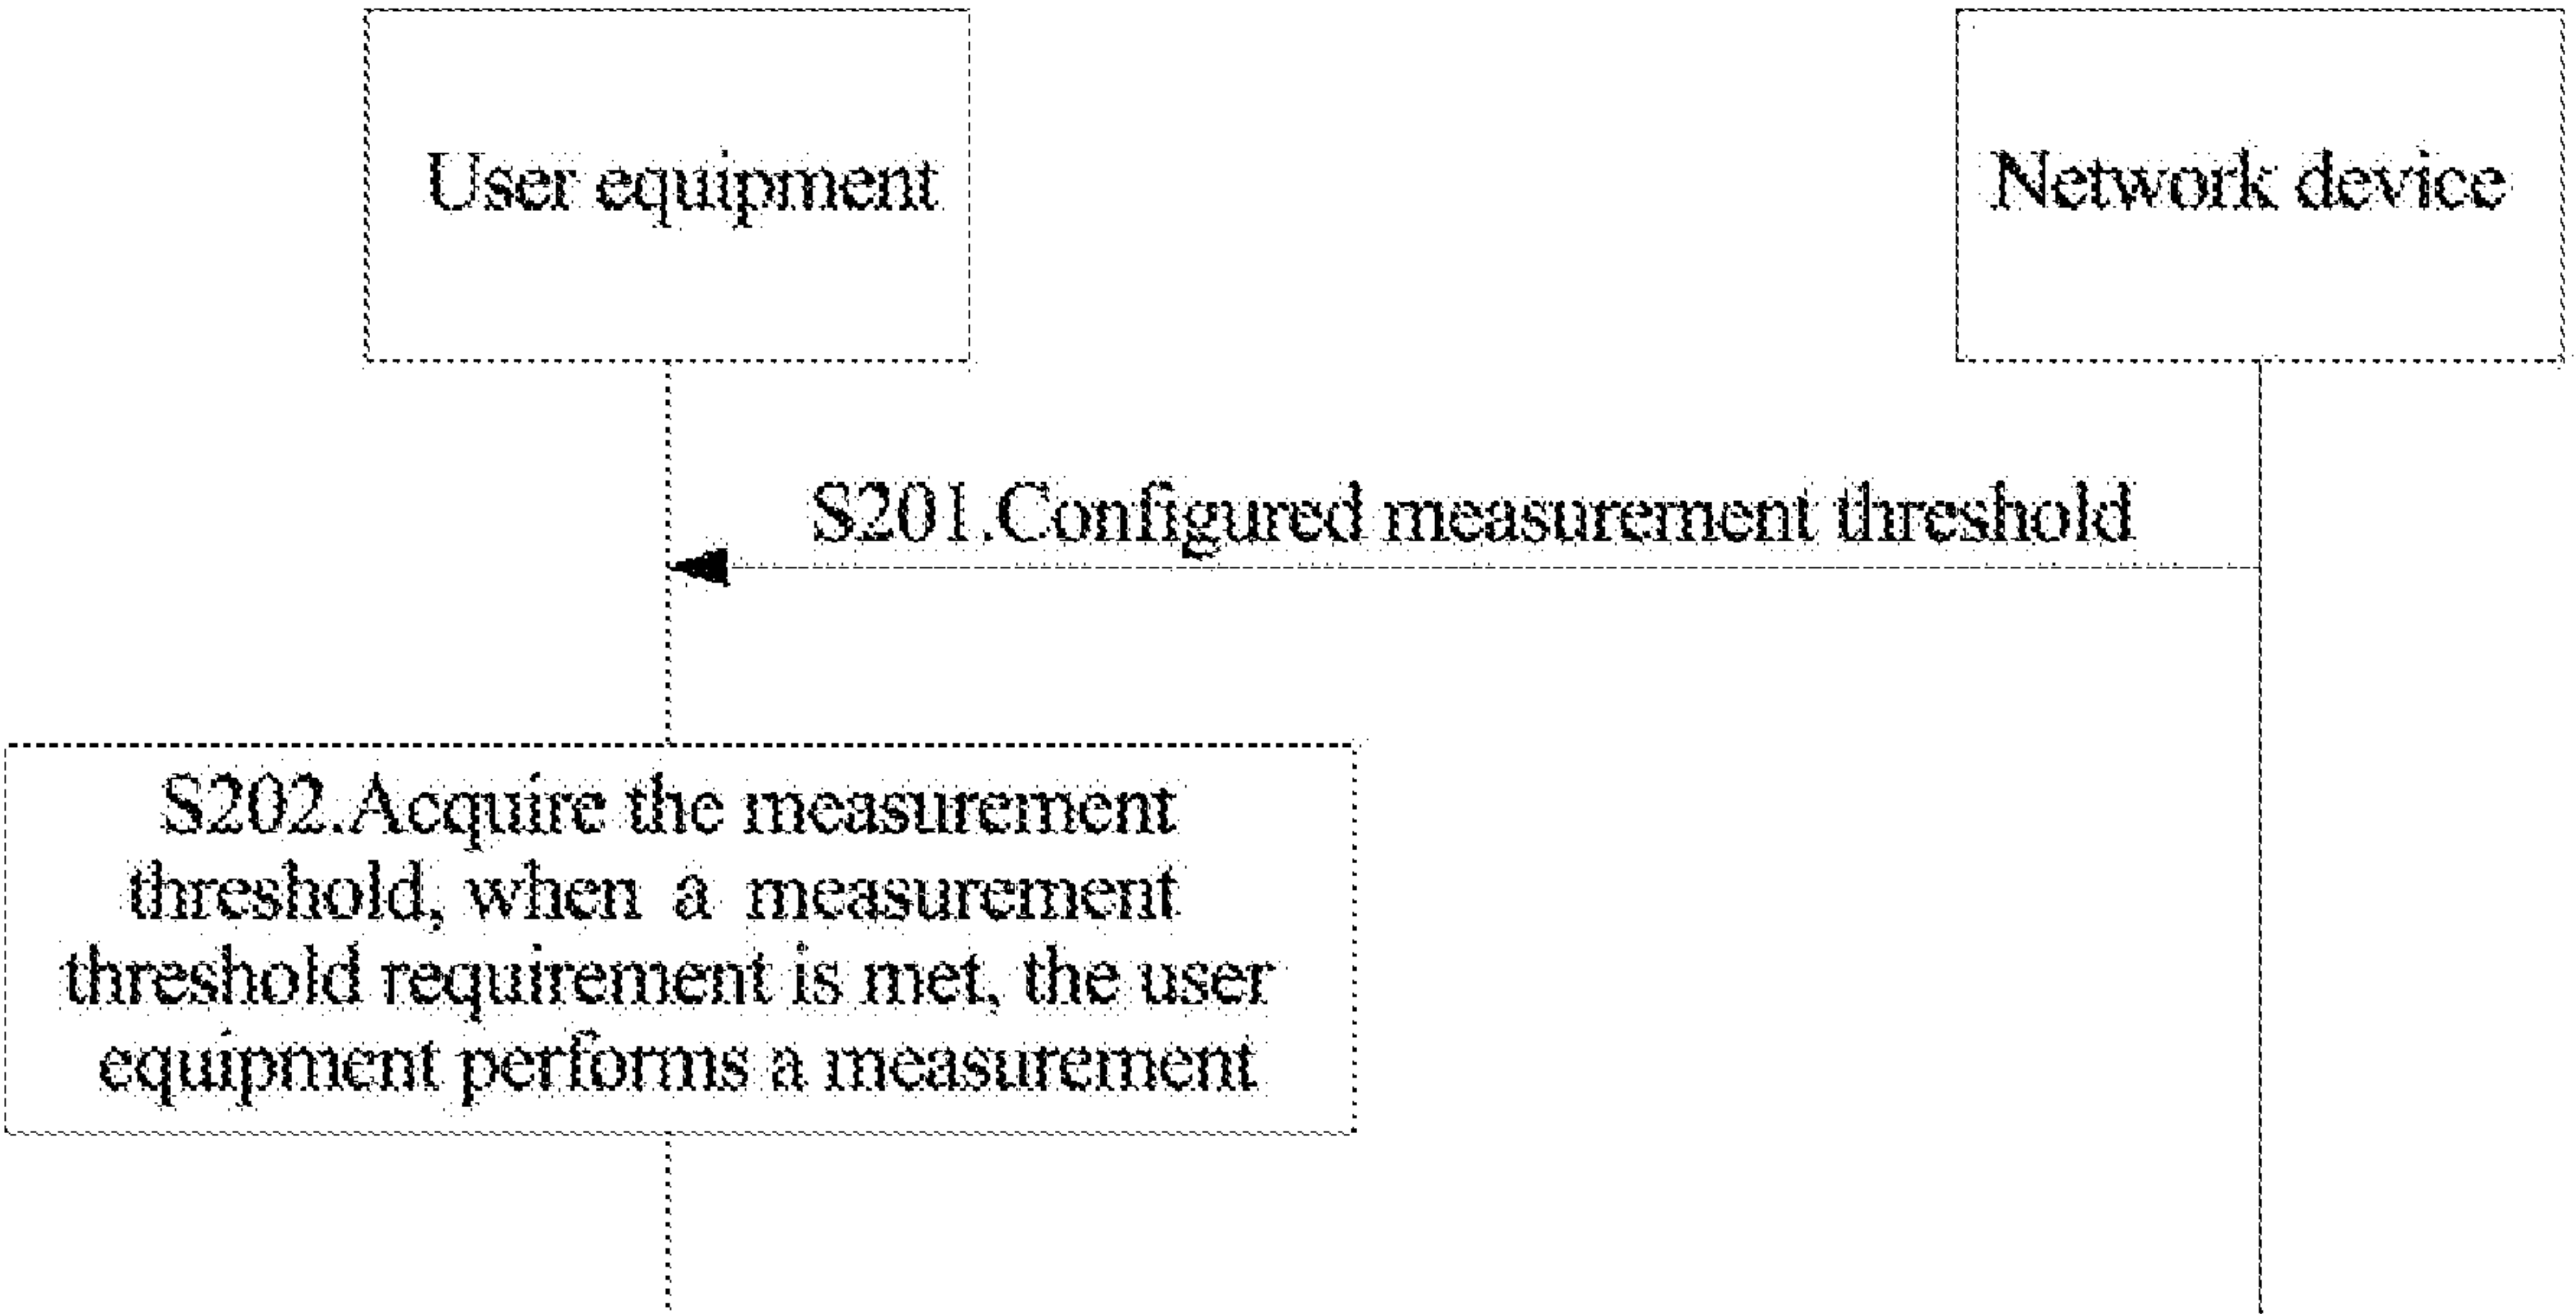 User equipment
Network device
S201.Configured measurement threshold
S202.Acquire the measurement
threshold, when a measurement
threshold requirement is met, the user
equipment performs a measurement